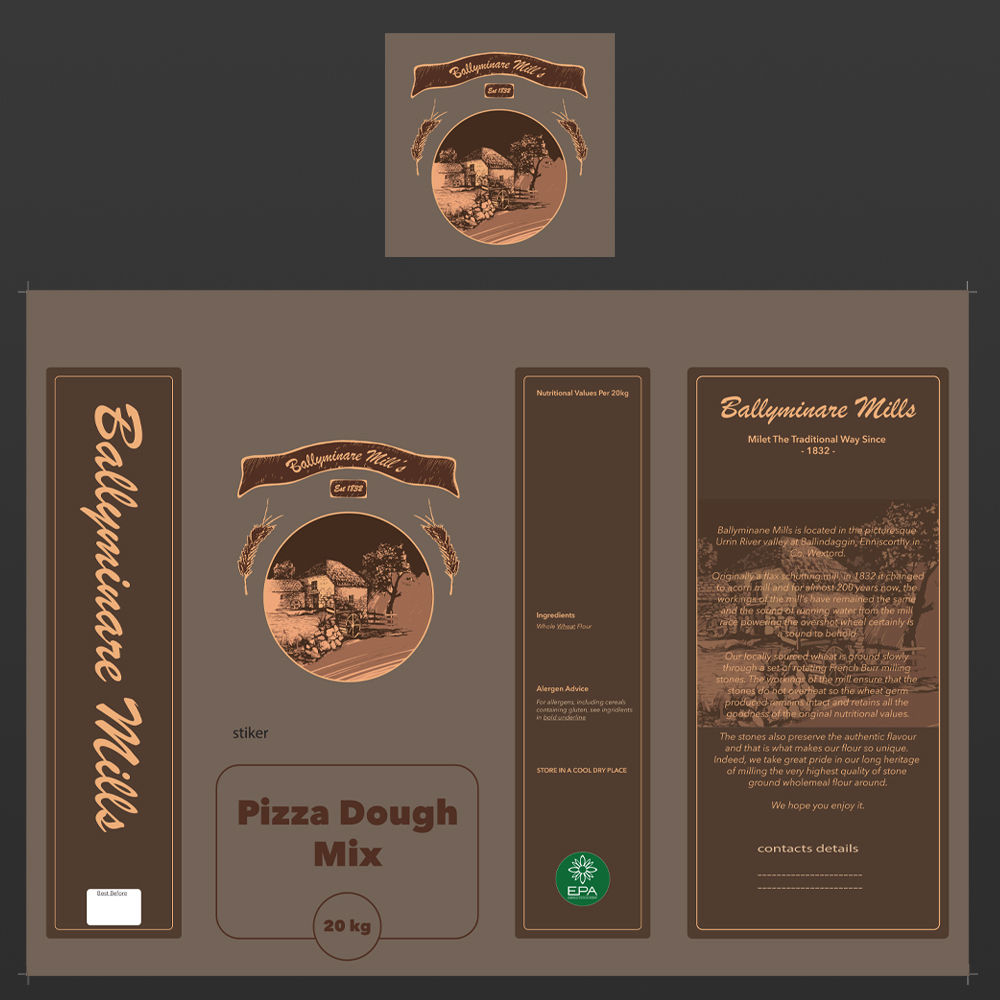 Ballyminare Mill's
Est 1832
Ballyminare Mills
Best Before
Ballyminare Mill's
Est 1832
stiker
Pizza Dough
Mix
20 kg
Nutritional Values Per 20kg
Ingredients
Whole Wheat Flour
Alergen Advice
For allergens, including cereals
containing gluten, see ingridients
in bold underline
STORE IN A COOL DRY PLACE
EPA
Ballyminare Mills
Milet The Traditional Way Since
- 1832 -
Ballyminane Mills is located in the picturesque
Urrin River valley at Ballindaggin, Enniscorthy in
Co. Wexford.
Originally a flax schutting mill, in 1832 it changed
to acorn mill and for almost 200 years now, the
workings of the mill's have remained the same
and the sound of running water from the mill
race powering the overshot wheel certainly is
a sound to behold.
Our locally sourced wheat is ground slowly
through a set of rotating French Burr milling
stones. The workings of the mill ensure that the
stones do not overheat so the wheat germ
produced remains intact and retains all the
goodness of the original nutritional values.
The stones also preserve the authentic flavour
and that is what makes our flour so unique.
Indeed, we take great pride in our long heritage
of milling the very highest quality of stone
ground wholemeal flour around.
We hope you enjoy it.
contacts details